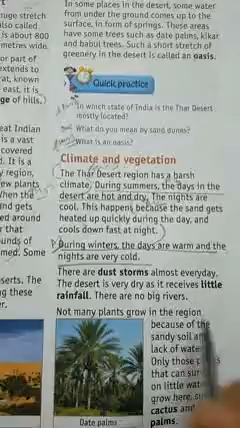 huge stretch
also called
is about 800
metres wide.
or part of
extends to
at, known
east, it is
ge of hills.)
eat Indian
is a vast
covered
d. It is a
y region,
ew plants
When the
nd gets
ed around
r that
ounds of
med. Some
serts. The
ng these
er.
In some places in the desert, some water
from under the ground comes up to the
surface, in form of springs. These areas
have some trees such as date palms, kikar
and babul trees. Such a short stretch of
greenery in the desert is called an oasis.
Quick practice
In which state of India is the Thar Desert
mostly located?
What do you mean by sand dunes?
What is an oasis?
Climate and vegetation
The Thar Desert region has a harsh
climate. During summers, the days in the
desert are hot and dry. The nights are
cool. This happens because the sand gets
heated up quickly during the day, and
cools down fast at night.
During winters, the days are warm and the
nights are very cold.
There are dust storms almost everyday.
The desert is very dry as it receives little
rainfall. There are no big rivers.
Not many plants grow in the region
because of the
sandy soil and
lack of water
Only those
that can
on little
grow here,
cactus and
palms.
Date palms